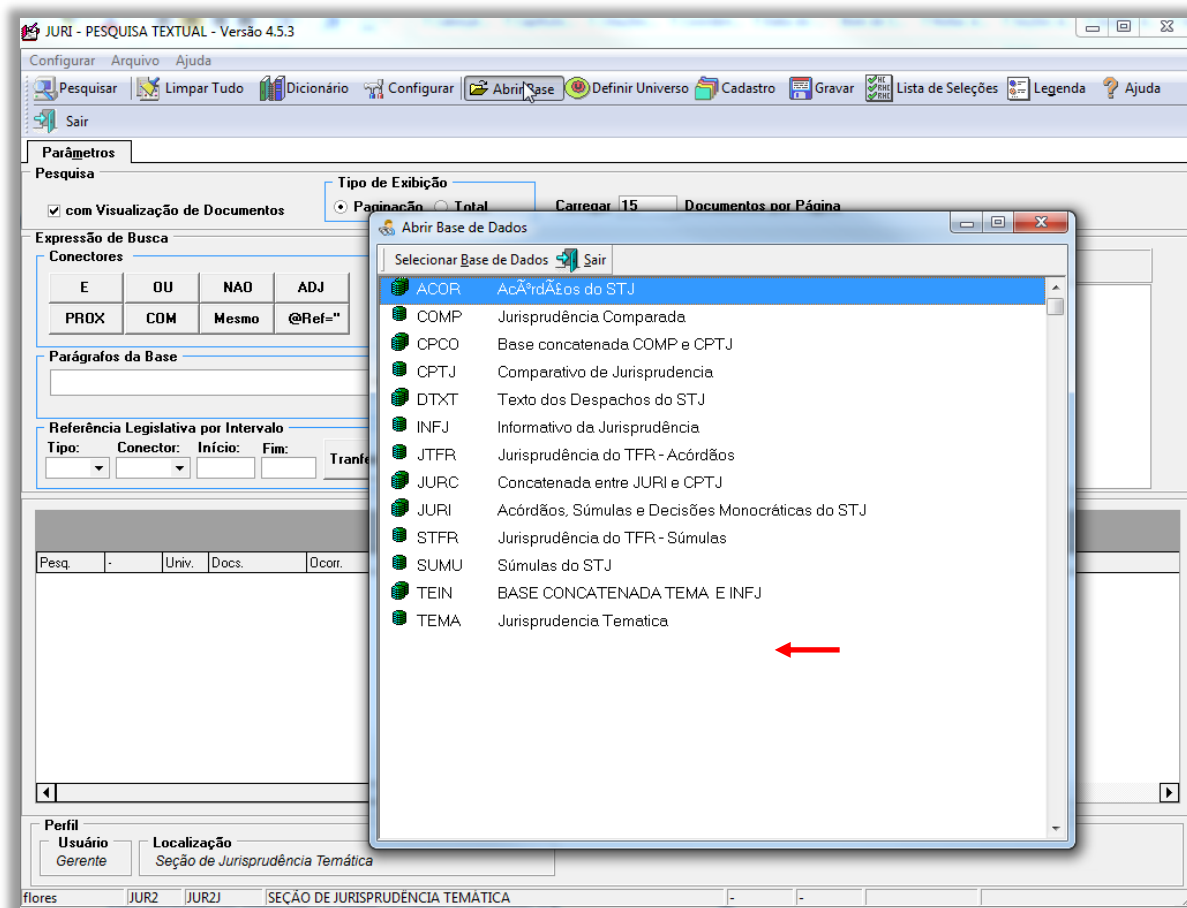 JURI - PESQUISA TEXTUAL - Versão 4.5.3
Configurar Arquivo Ajuda
Pesquisar Limpar Tudo Dicionário Configurar Abrir Base Definir Universo Cadastro Gravar Lista de Seleções Legenda Ajuda
Sair
Parâmetros
Pesquisa
com Visualização de Documentos
Tipo de Exibição
Paginação Total
Carregar 15 Documentos por Página
Expressão de Busca
Conectores
E OU NAO ADJ
PROX COM Mesmo @Ref="
Parágrafos da Base
Referência Legislativa por Intervalo
Tipo: Conector: Início: Fim:
Tranfe
Pesq. - Univ. Docs. Ocorr.
Abrir Base de Dados
Selecionar Base de Dados Sair
ACOR AcÃ³rdÃ£os do STJ
COMP Jurisprudência Comparada
CPCO Base concatenada COMP e CPTJ
CPTJ Comparativo de Jurisprudencia
DTXT Texto dos Despachos do STJ
INFJ Informativo da Jurisprudência
JTFR Jurisprudência do TFR - Acórdãos
JURC Concatenada entre JURI e CPTJ
JURI Acórdãos, Súmulas e Decisões Monocráticas do STJ
STFR Jurisprudência do TFR - Súmulas
SUMU Súmulas do STJ
TEIN BASE CONCATENADA TEMA E INFJ
TEMA Jurisprudencia Tematica
Perfil
Usuário
Gerente
Localização
Seção de Jurisprudência Temática
flores JUR2 JUR2J SEÇÃO DE JURISPRUDÊNCIA TEMÁTICA - -